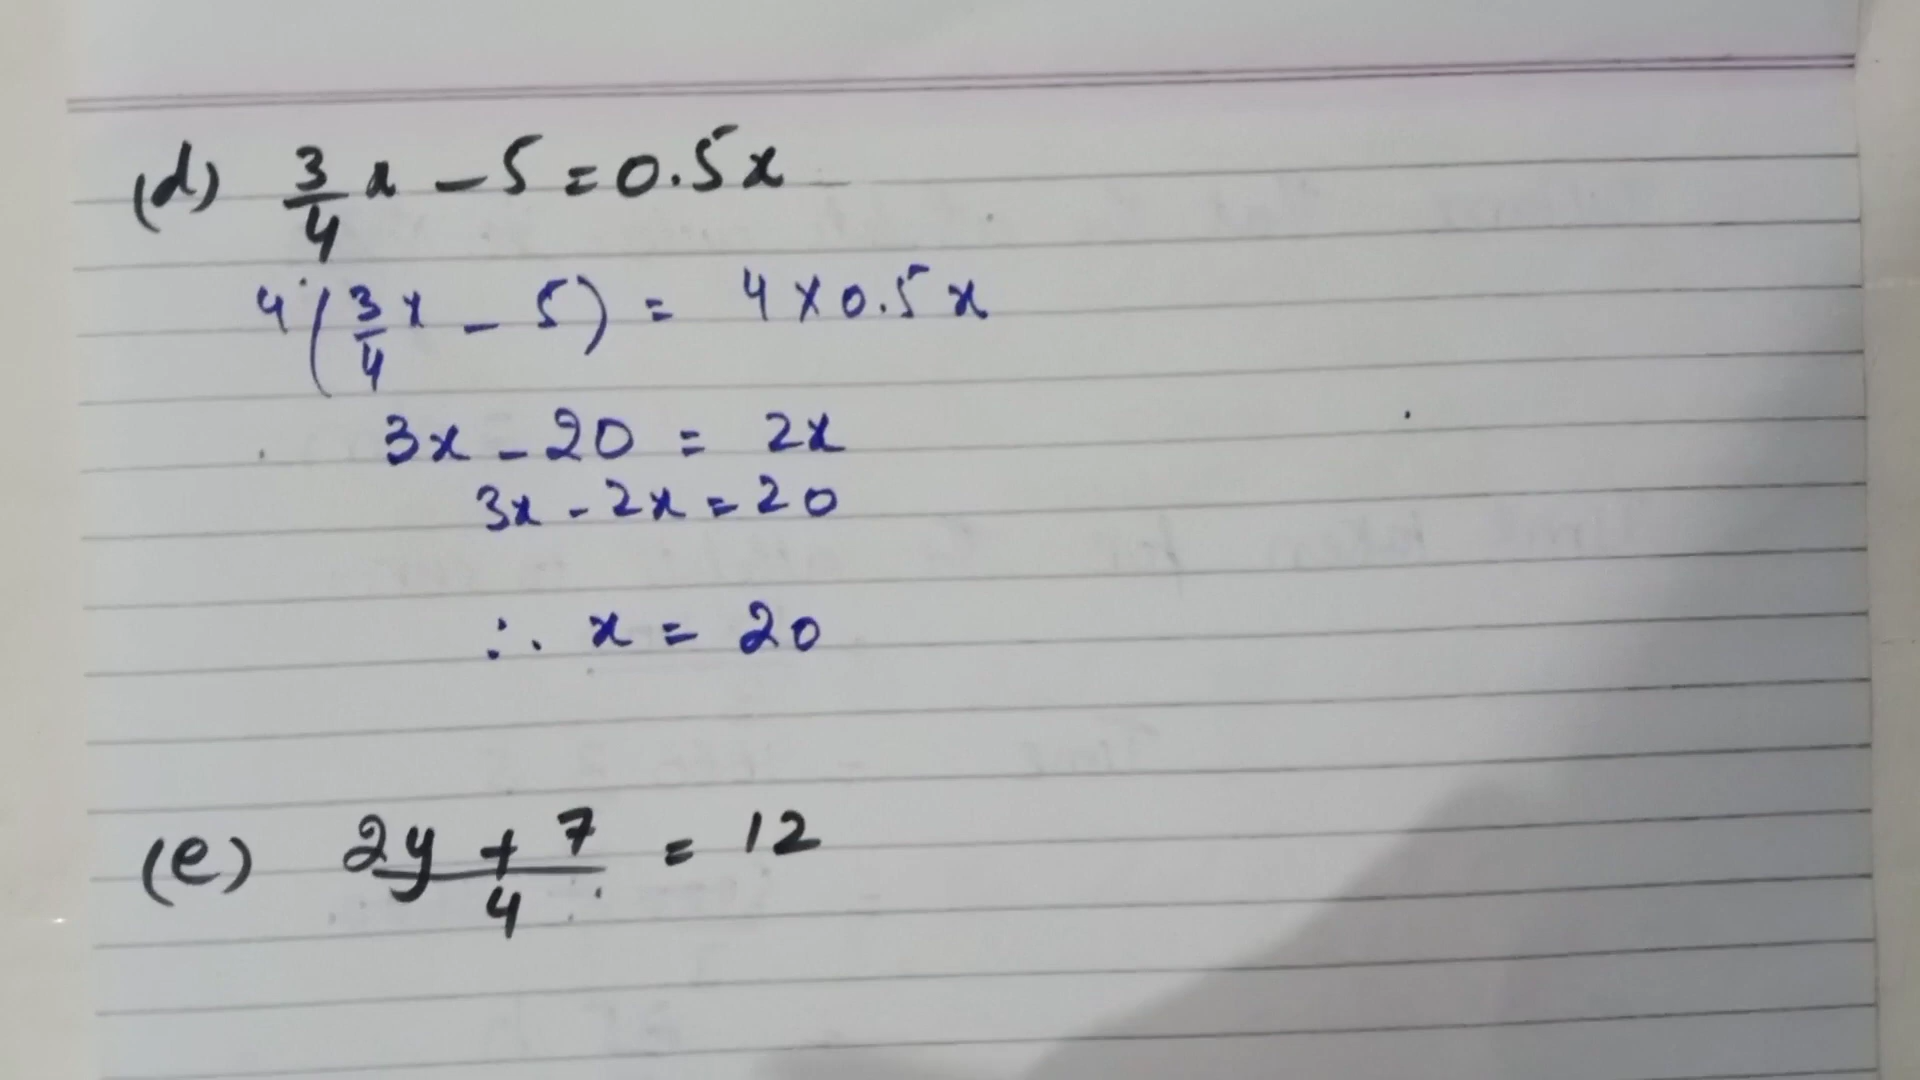 (d) 3/4 x - 5 = 0.5x
4(3/4 x - 5) = 4 × 0.5x
3x - 20 = 2x
3x - 2x = 20
∴ x = 20
(e) (2y + 7)/4 = 12